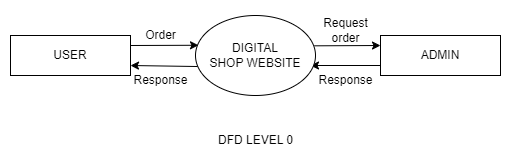 Order
USER
Response
DIGITAL
SHOP WEBSITE
Request
order
ADMIN
Response
DFD LEVEL 0